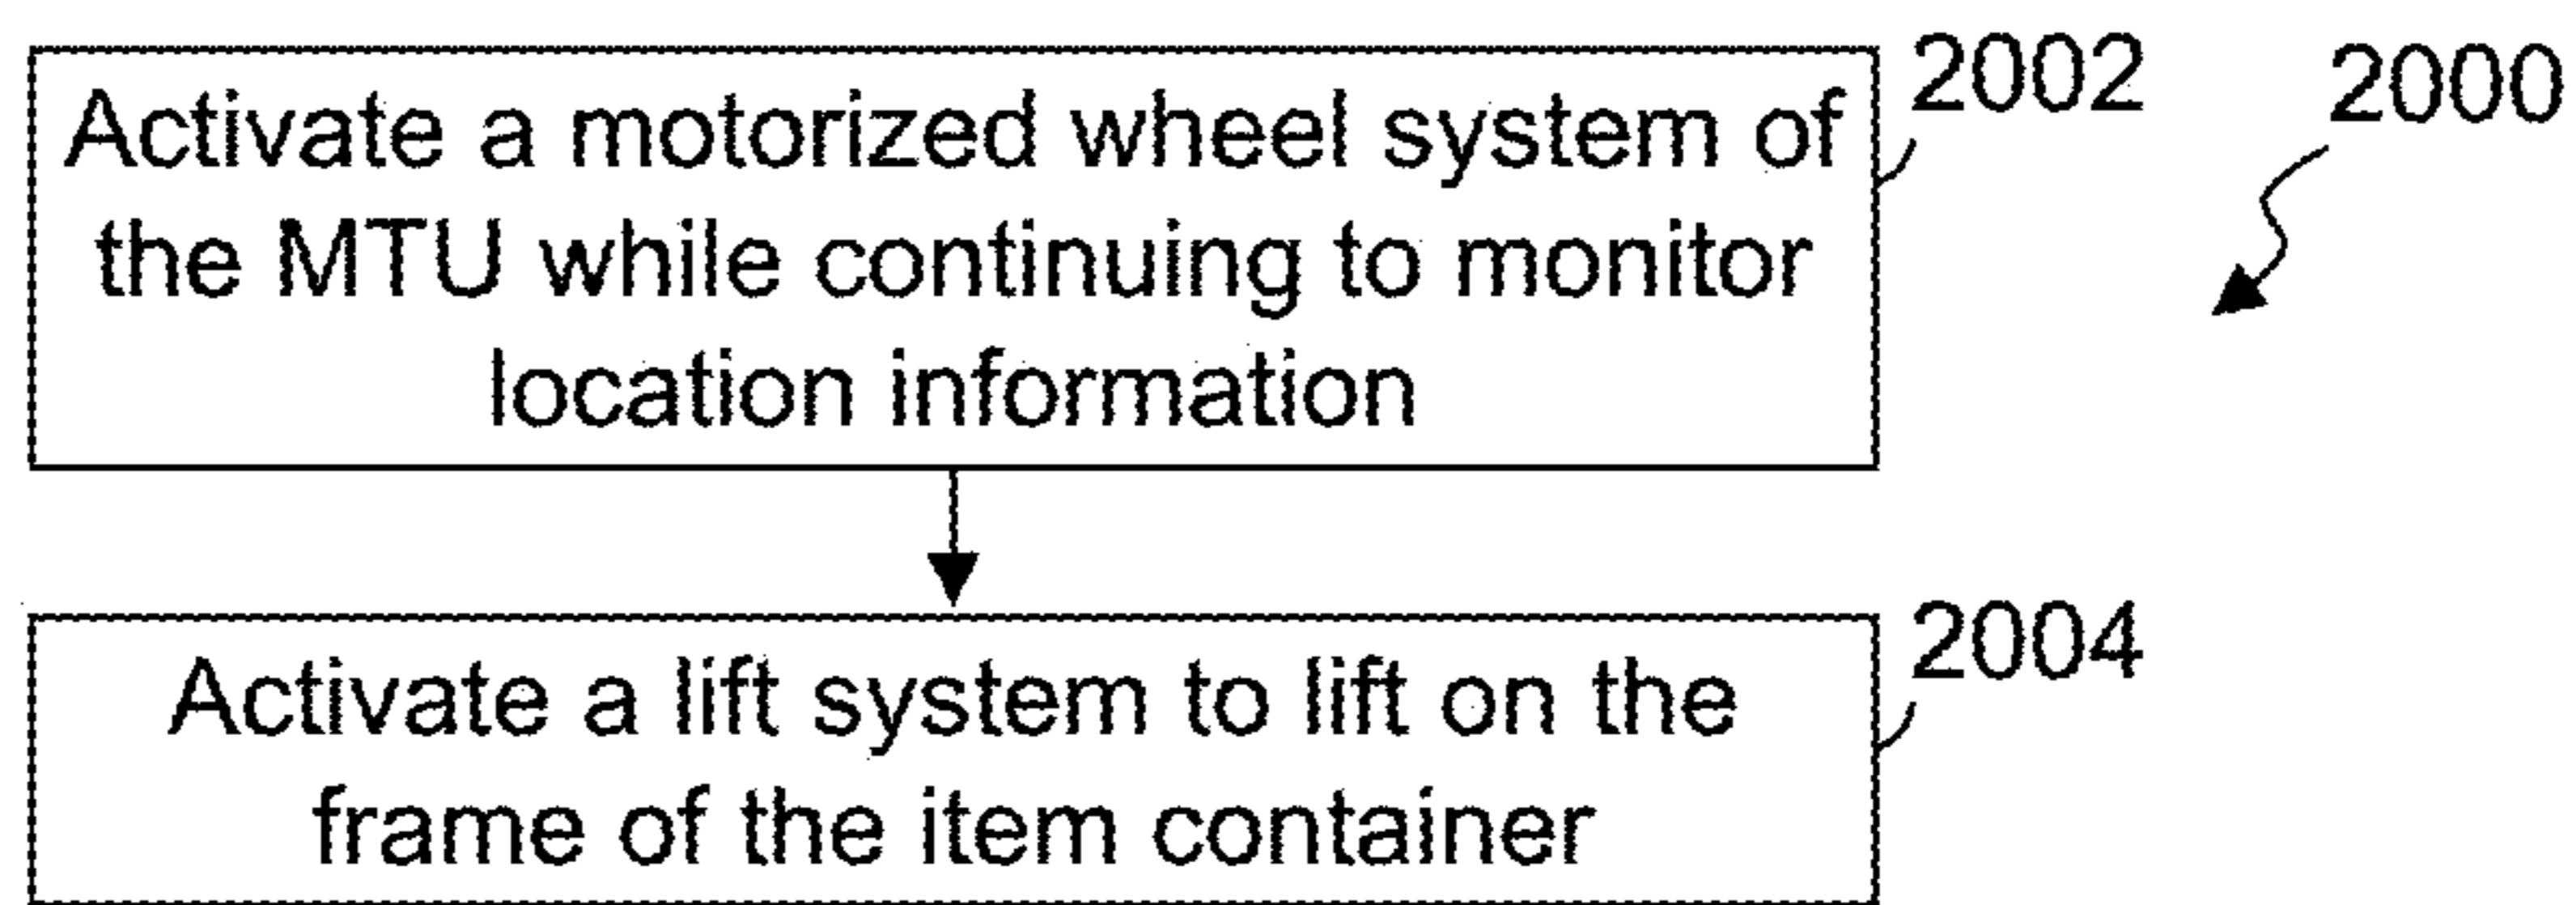 Activate a motorized wheel system of
the MTU while continuing to monitor
location information
2002
2000
Activate a lift system to lift on the
frame of the item container
2004